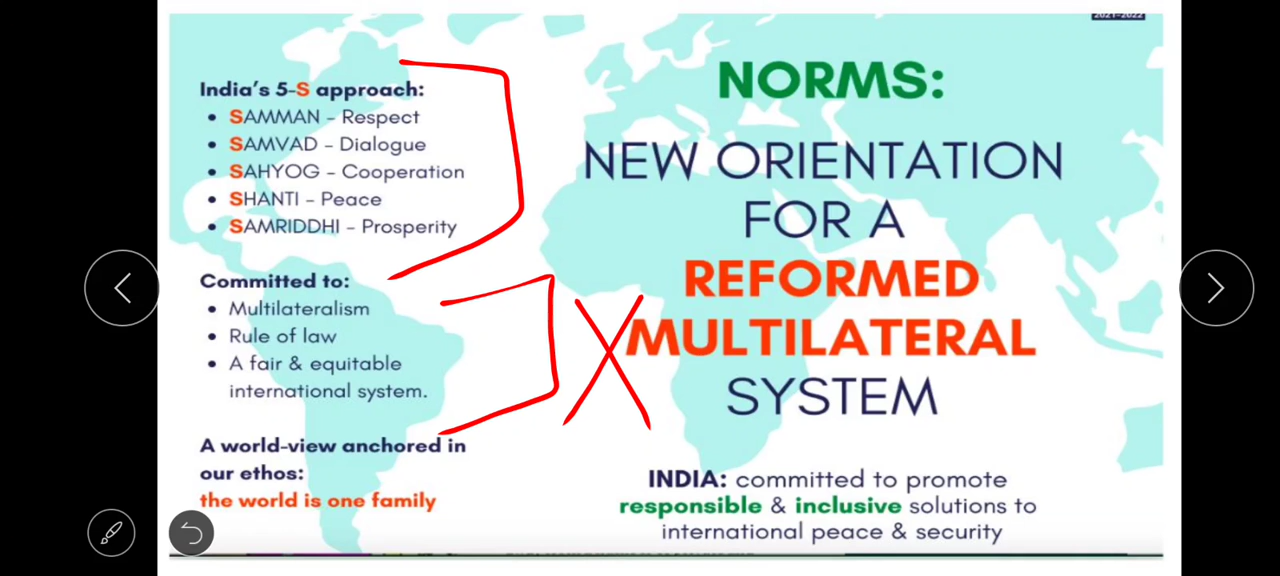 2021-2022
India's 5-S approach:
• SAMMAN – Respect
• SAMVAD – Dialogue
• SAHYOG – Cooperation
• SHANTI – Peace
• SAMRIDDHI – Prosperity
Committed to:
• Multilateralism
• Rule of law
• A fair & equitable
international system.
A world-view anchored in
our ethos:
the world is one family
NORMS:
NEW ORIENTATION
FOR A
REFORMED
MULTILATERAL
SYSTEM
INDIA: committed to promote
responsible & inclusive solutions to
international peace & security